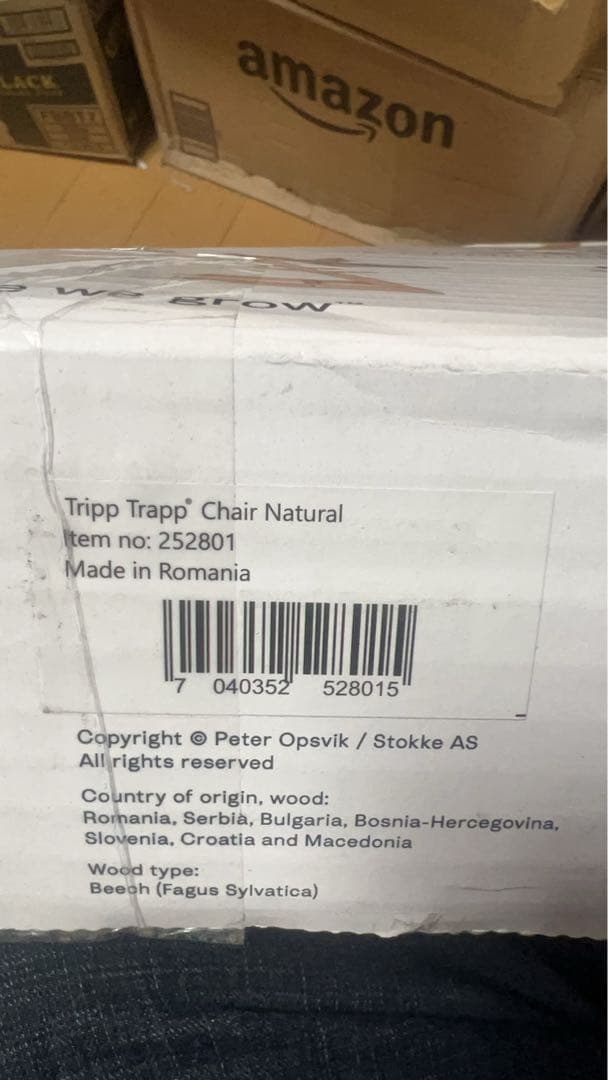 LACK
amazon
we grow™
Tripp Trapp® Chair Natural
Item no: 252801
Made in Romania
7 040352 528015
Copyright © Peter Opsvik / Stokke AS
All rights reserved
Country of origin, wood:
Romania, Serbia, Bulgaria, Bosnia-Hercegovina,
Slovenia, Croatia and Macedonia
Wood type:
Beech (Fagus Sylvatica)